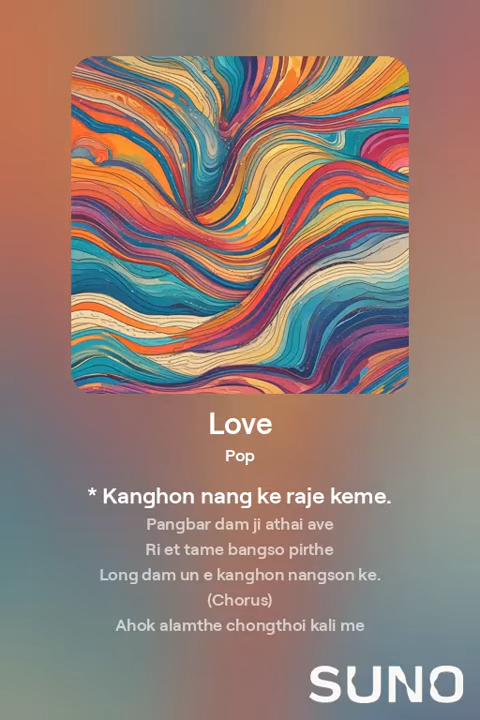 Love
Pop
* Kanghon nang ke raje keme.
Pangbar dam ji athai ave
Ri et tame bangso pirthe
Long dam un e kanghon nangson ke.
(Chorus)
Ahok alamthe chongthoi kali me
SUNO